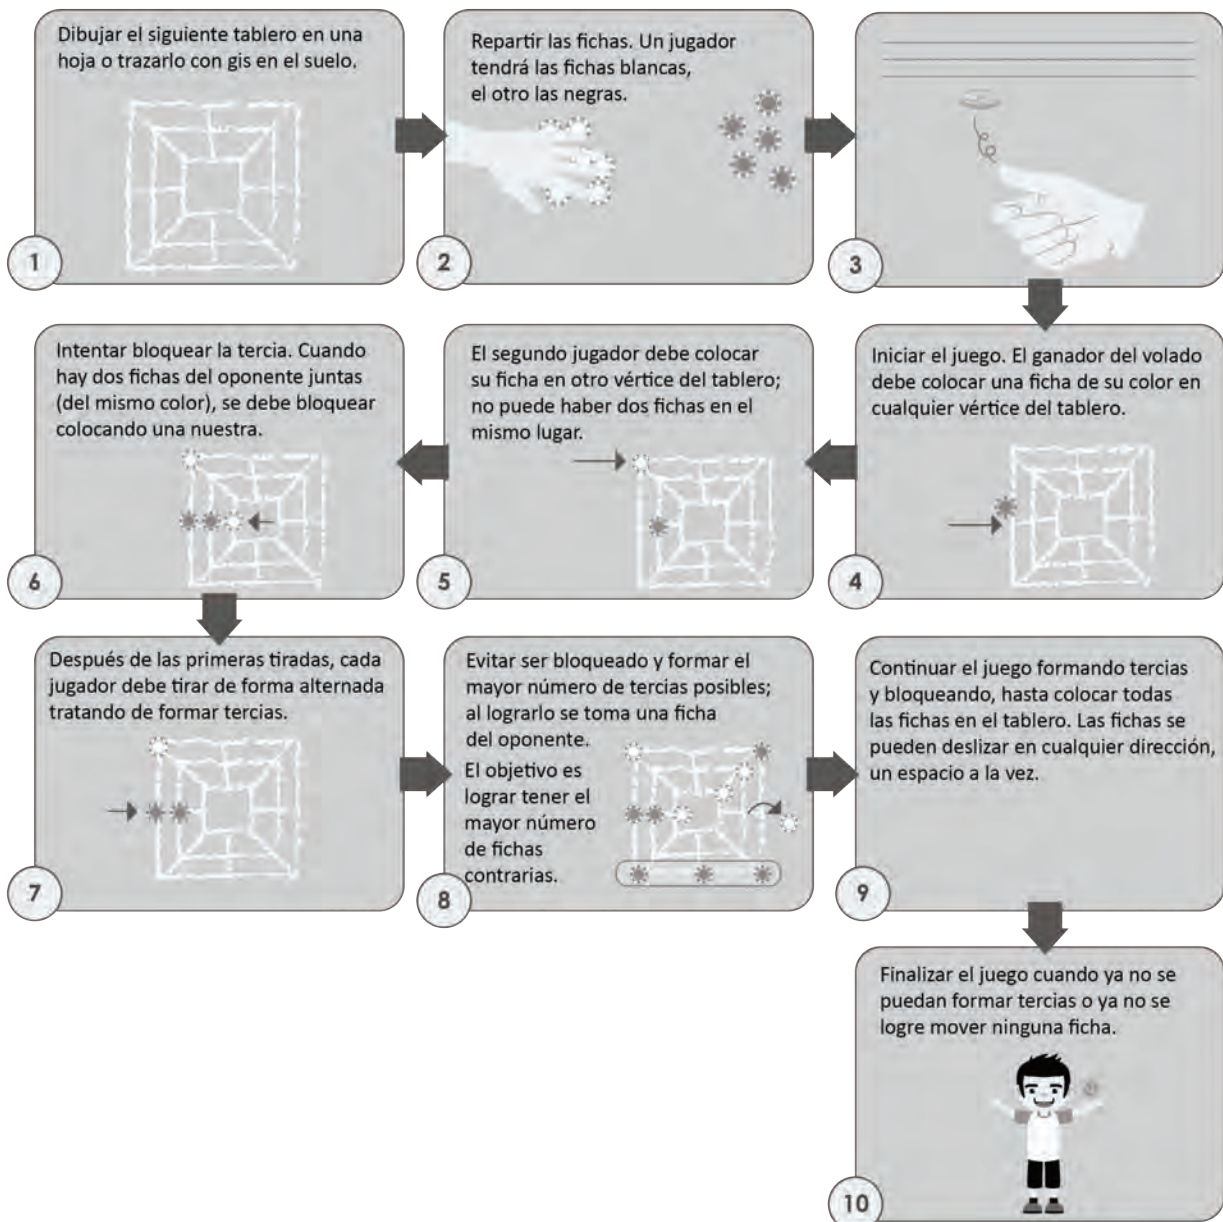 Dibujar el siguiente tablero en una
hoja o trazarlo con gis en el suelo.
1
Repartir las fichas. Un jugador
tendrá las fichas blancas,
el otro las negras.
2
3
Iniciar el juego. El ganador del volado
debe colocar una ficha de su color en
cualquier vértice del tablero.
4
El segundo jugador debe colocar
su ficha en otro vértice del tablero;
no puede haber dos fichas en el
mismo lugar.
5
Intentar bloquear la tercia. Cuando
hay dos fichas del oponente juntas
(del mismo color), se debe bloquear
colocando una nuestra.
6
Después de las primeras tiradas, cada
jugador debe tirar de forma alternada
tratando de formar tercias.
7
Evitar ser bloqueado y formar el
mayor número de tercias posibles;
al lograrlo se toma una ficha
del oponente.
El objetivo es
lograr tener el
mayor número
de fichas
contrarias.
8
Continuar el juego formando tercias
y bloqueando, hasta colocar todas
las fichas en el tablero. Las fichas se
pueden deslizar en cualquier dirección,
un espacio a la vez.
9
Finalizar el juego cuando ya no se
puedan formar tercias o ya no se
logre mover ninguna ficha.
10